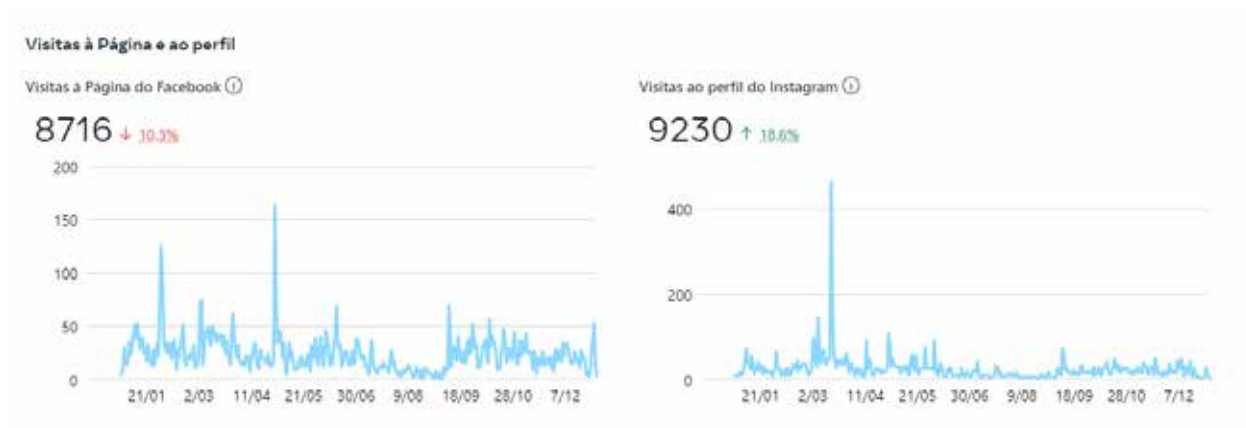 Visitas à Página e ao perfil
Visitas à Página do Facebook
8716 ↓ 10.3%
200
150
100
50
0
21/01 2/03 11/04 21/05 30/06 9/08 18/09 28/10 7/12
Visitas ao perfil do Instagram
9230 ↑ 18.6%
400
200
0
21/01 2/03 11/04 21/05 30/06 9/08 18/09 28/10 7/12